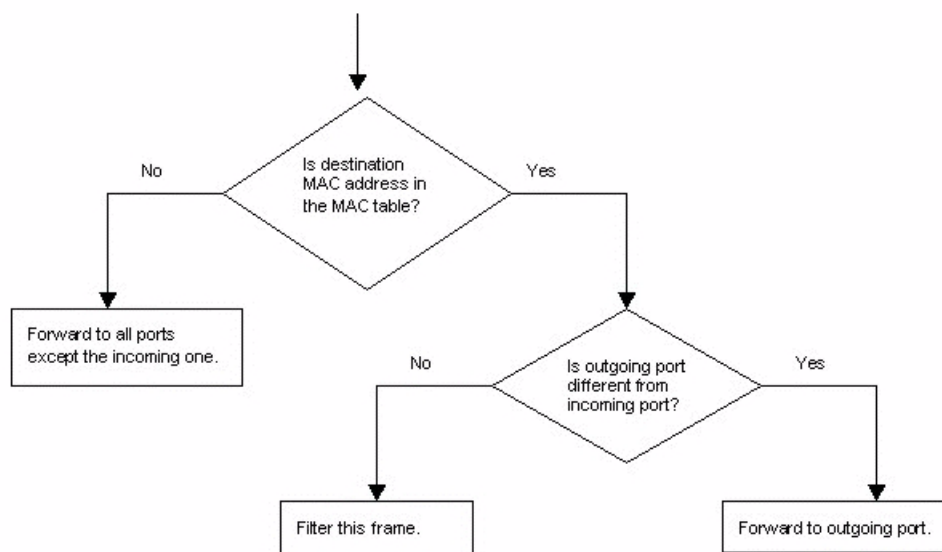 Is destination
MAC address in
the MAC table?
No
Yes
Forward to all ports
except the incoming one.
Is outgoing port
different from
incoming port?
No
Yes
Filter this frame.
Forward to outgoing port.